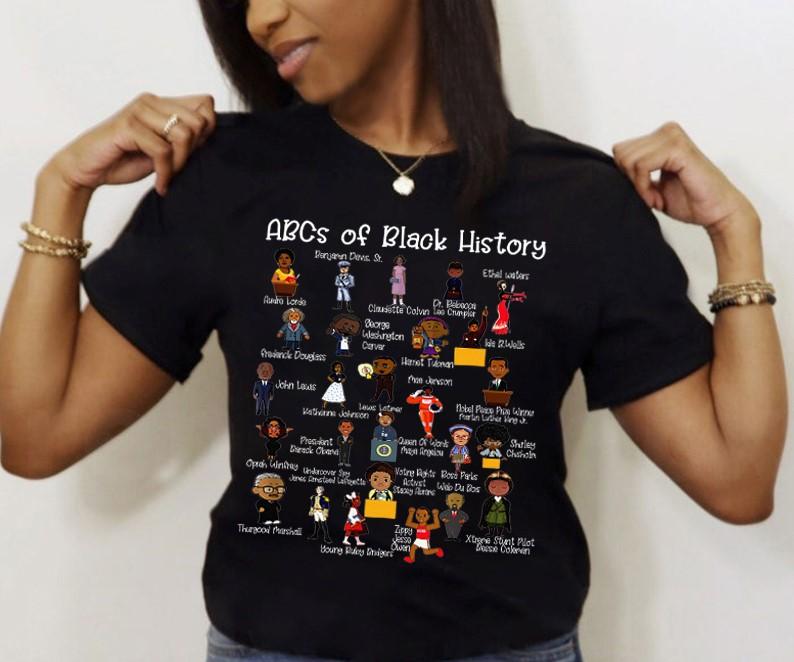 ABCs of Black History
Benjamin Davis, Sr.
Ethel Waters
Audre Lorde
Claudette Colvin
Dr. Rebecca
Lee Crumpler
George
Washington
Carver
Ida B.Wells
Frederick Douglass
Harriet Tubman
John Lewis
Mae Jemison
Katherine Johnson
Lewis Latimer
Nobel Peace Prize Winner
Martin Luther King Jr.
President
Barack Obama
Queen Of Words
Maya Angelou
Shirley
Chisholm
Oprah Winfrey
Undercover Spy
James Armstead Lafayette
Voting Rights
Activist
Stacey Abrams
Rosa Parks
Web Du Bois
Thurgood Marshall
Young Ruby Bridgers
Zippy
Jesse
Owen
Xtreme Stunt Pilot
Bessie Coleman